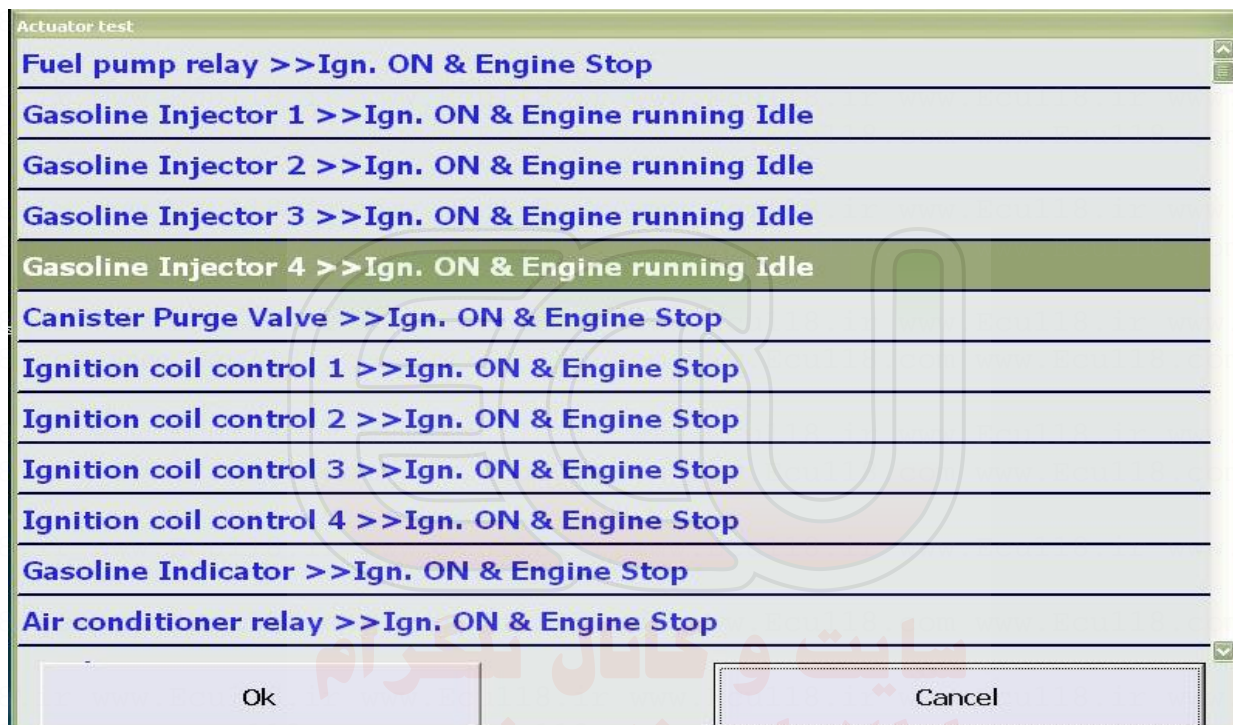 Actuator test
Fuel pump relay >>Ign. ON & Engine Stop
Gasoline Injector 1 >>Ign. ON & Engine running Idle
Gasoline Injector 2 >>Ign. ON & Engine running Idle
Gasoline Injector 3 >>Ign. ON & Engine running Idle
Gasoline Injector 4 >>Ign. ON & Engine running Idle
Canister Purge Valve >>Ign. ON & Engine Stop
Ignition coil control 1 >>Ign. ON & Engine Stop
Ignition coil control 2 >>Ign. ON & Engine Stop
Ignition coil control 3 >>Ign. ON & Engine Stop
Ignition coil control 4 >>Ign. ON & Engine Stop
Gasoline Indicator >>Ign. ON & Engine Stop
Air conditioner relay >>Ign. ON & Engine Stop
سایت و کانال تلگرام
Ok Cancel